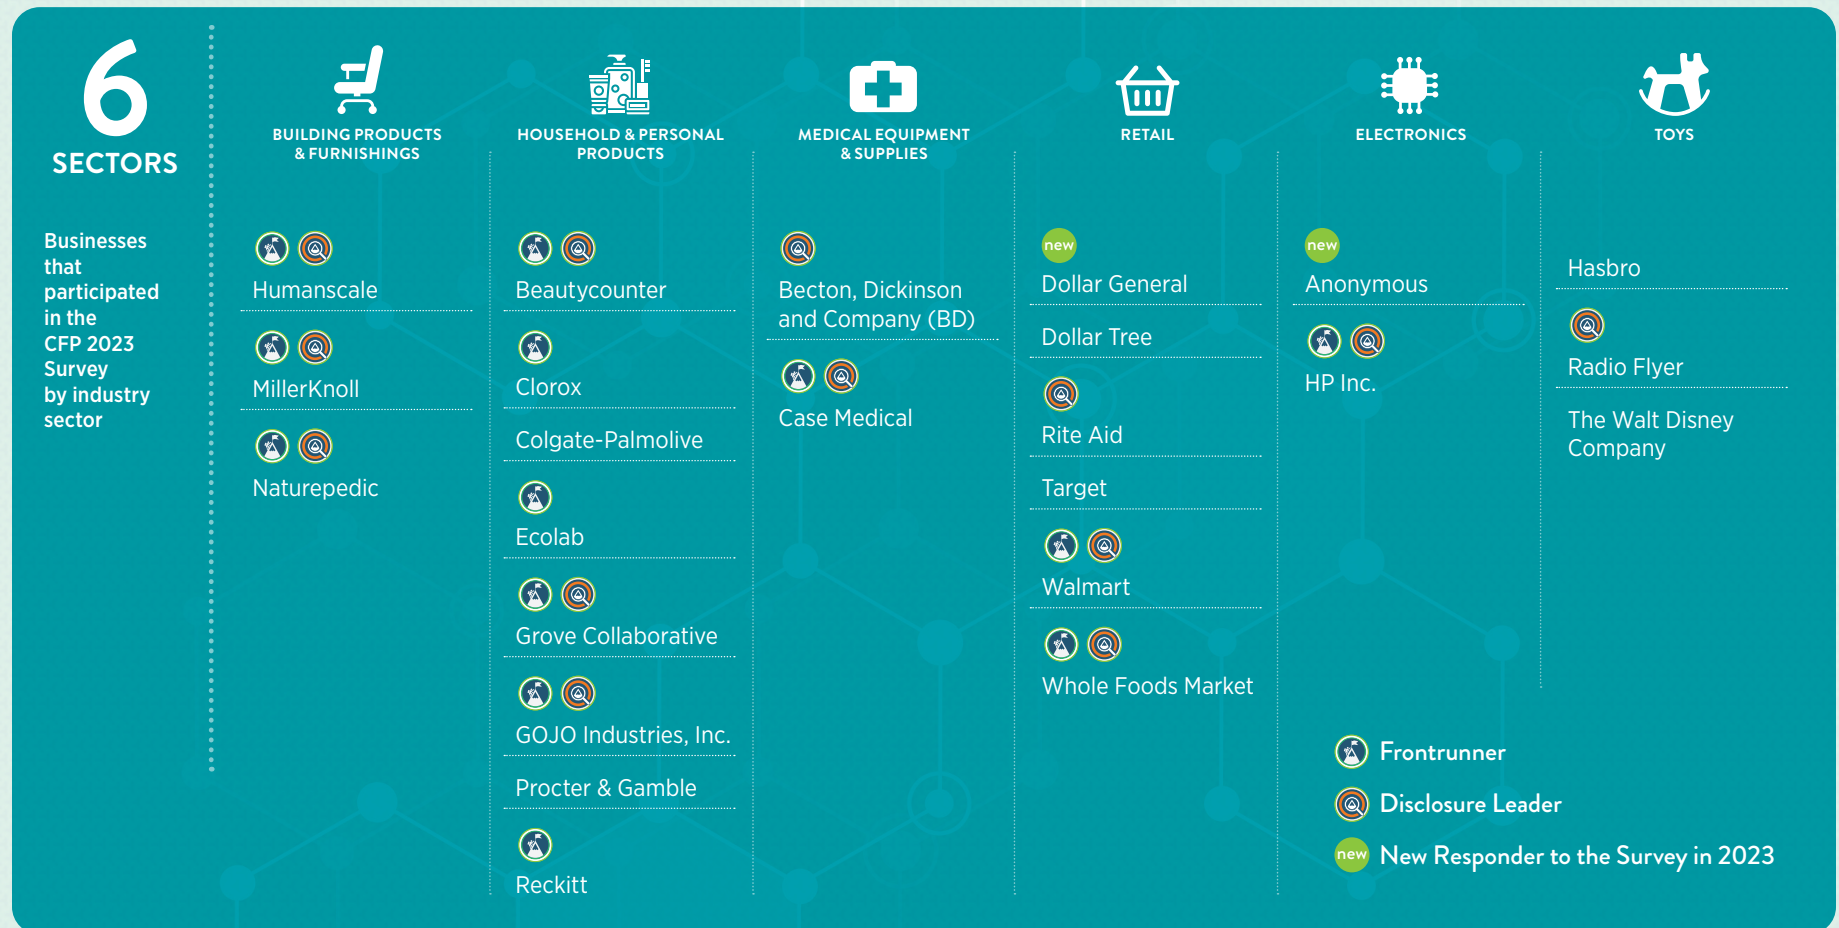 6
SECTORS
Businesses
that
participated
in the
CFP 2023
Survey
by industry
sector
BUILDING PRODUCTS
& FURNISHINGS
Humanscale
MillerKnoll
Naturepedic
HOUSEHOLD & PERSONAL
PRODUCTS
Beautycounter
Clorox
Colgate-Palmolive
Ecolab
Grove Collaborative
GOJO Industries, Inc.
Procter & Gamble
Reckitt
MEDICAL EQUIPMENT
& SUPPLIES
Becton, Dickinson
and Company (BD)
Case Medical
RETAIL
new
Dollar General
Dollar Tree
Rite Aid
Target
Walmart
Whole Foods Market
ELECTRONICS
new
Anonymous
HP Inc.
TOYS
Hasbro
Radio Flyer
The Walt Disney
Company
Frontrunner
Disclosure Leader
new New Responder to the Survey in 2023